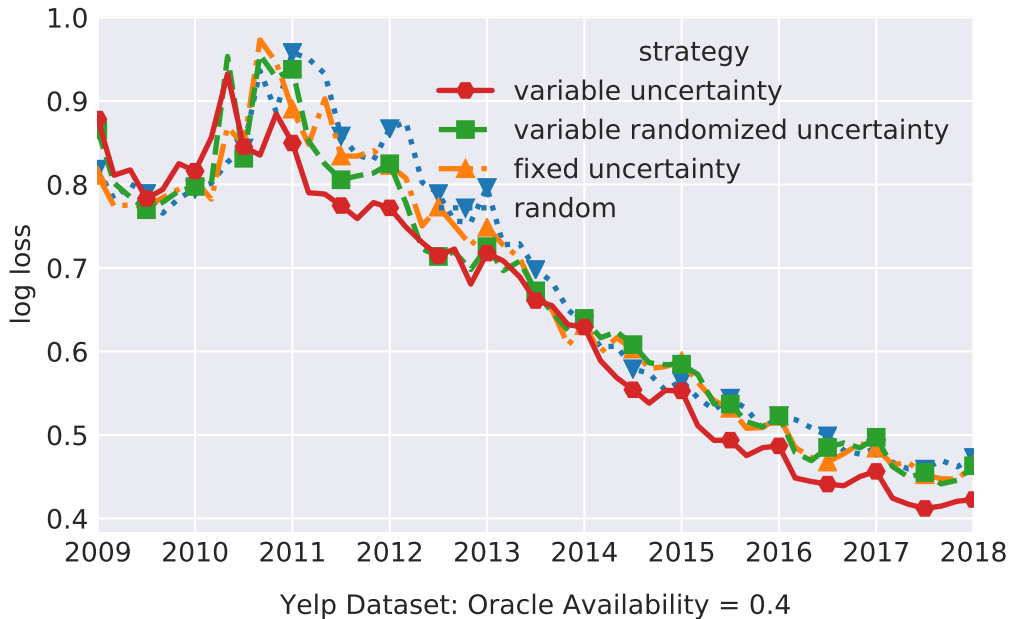 1.0
0.9
0.8
0.7
0.6
0.5
0.4
log loss
strategy
variable uncertainty
variable randomized uncertainty
fixed uncertainty
random
2009 2010 2011 2012 2013 2014 2015 2016 2017 2018
Yelp Dataset: Oracle Availability = 0.4